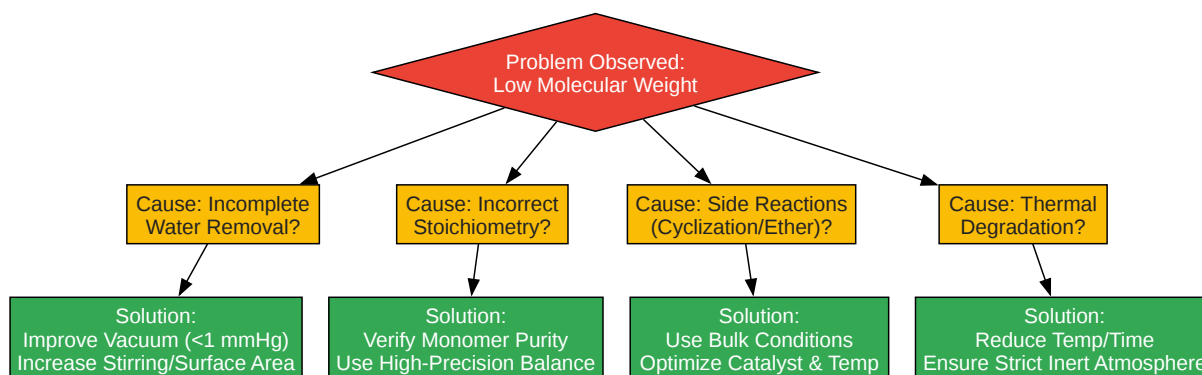 Problem Observed:
Low Molecular Weight
Cause: Incomplete
Water Removal?
Cause: Incorrect
Stoichiometry?
Cause: Side Reactions
(Cyclization/Ether)?
Cause: Thermal
Degradation?
Solution:
Improve Vacuum (<1 mmHg)
Increase Stirring/Surface Area
Solution:
Verify Monomer Purity
Use High-Precision Balance
Solution:
Use Bulk Conditions
Optimize Catalyst & Temp
Solution:
Reduce Temp/Time
Ensure Strict Inert Atmosphere